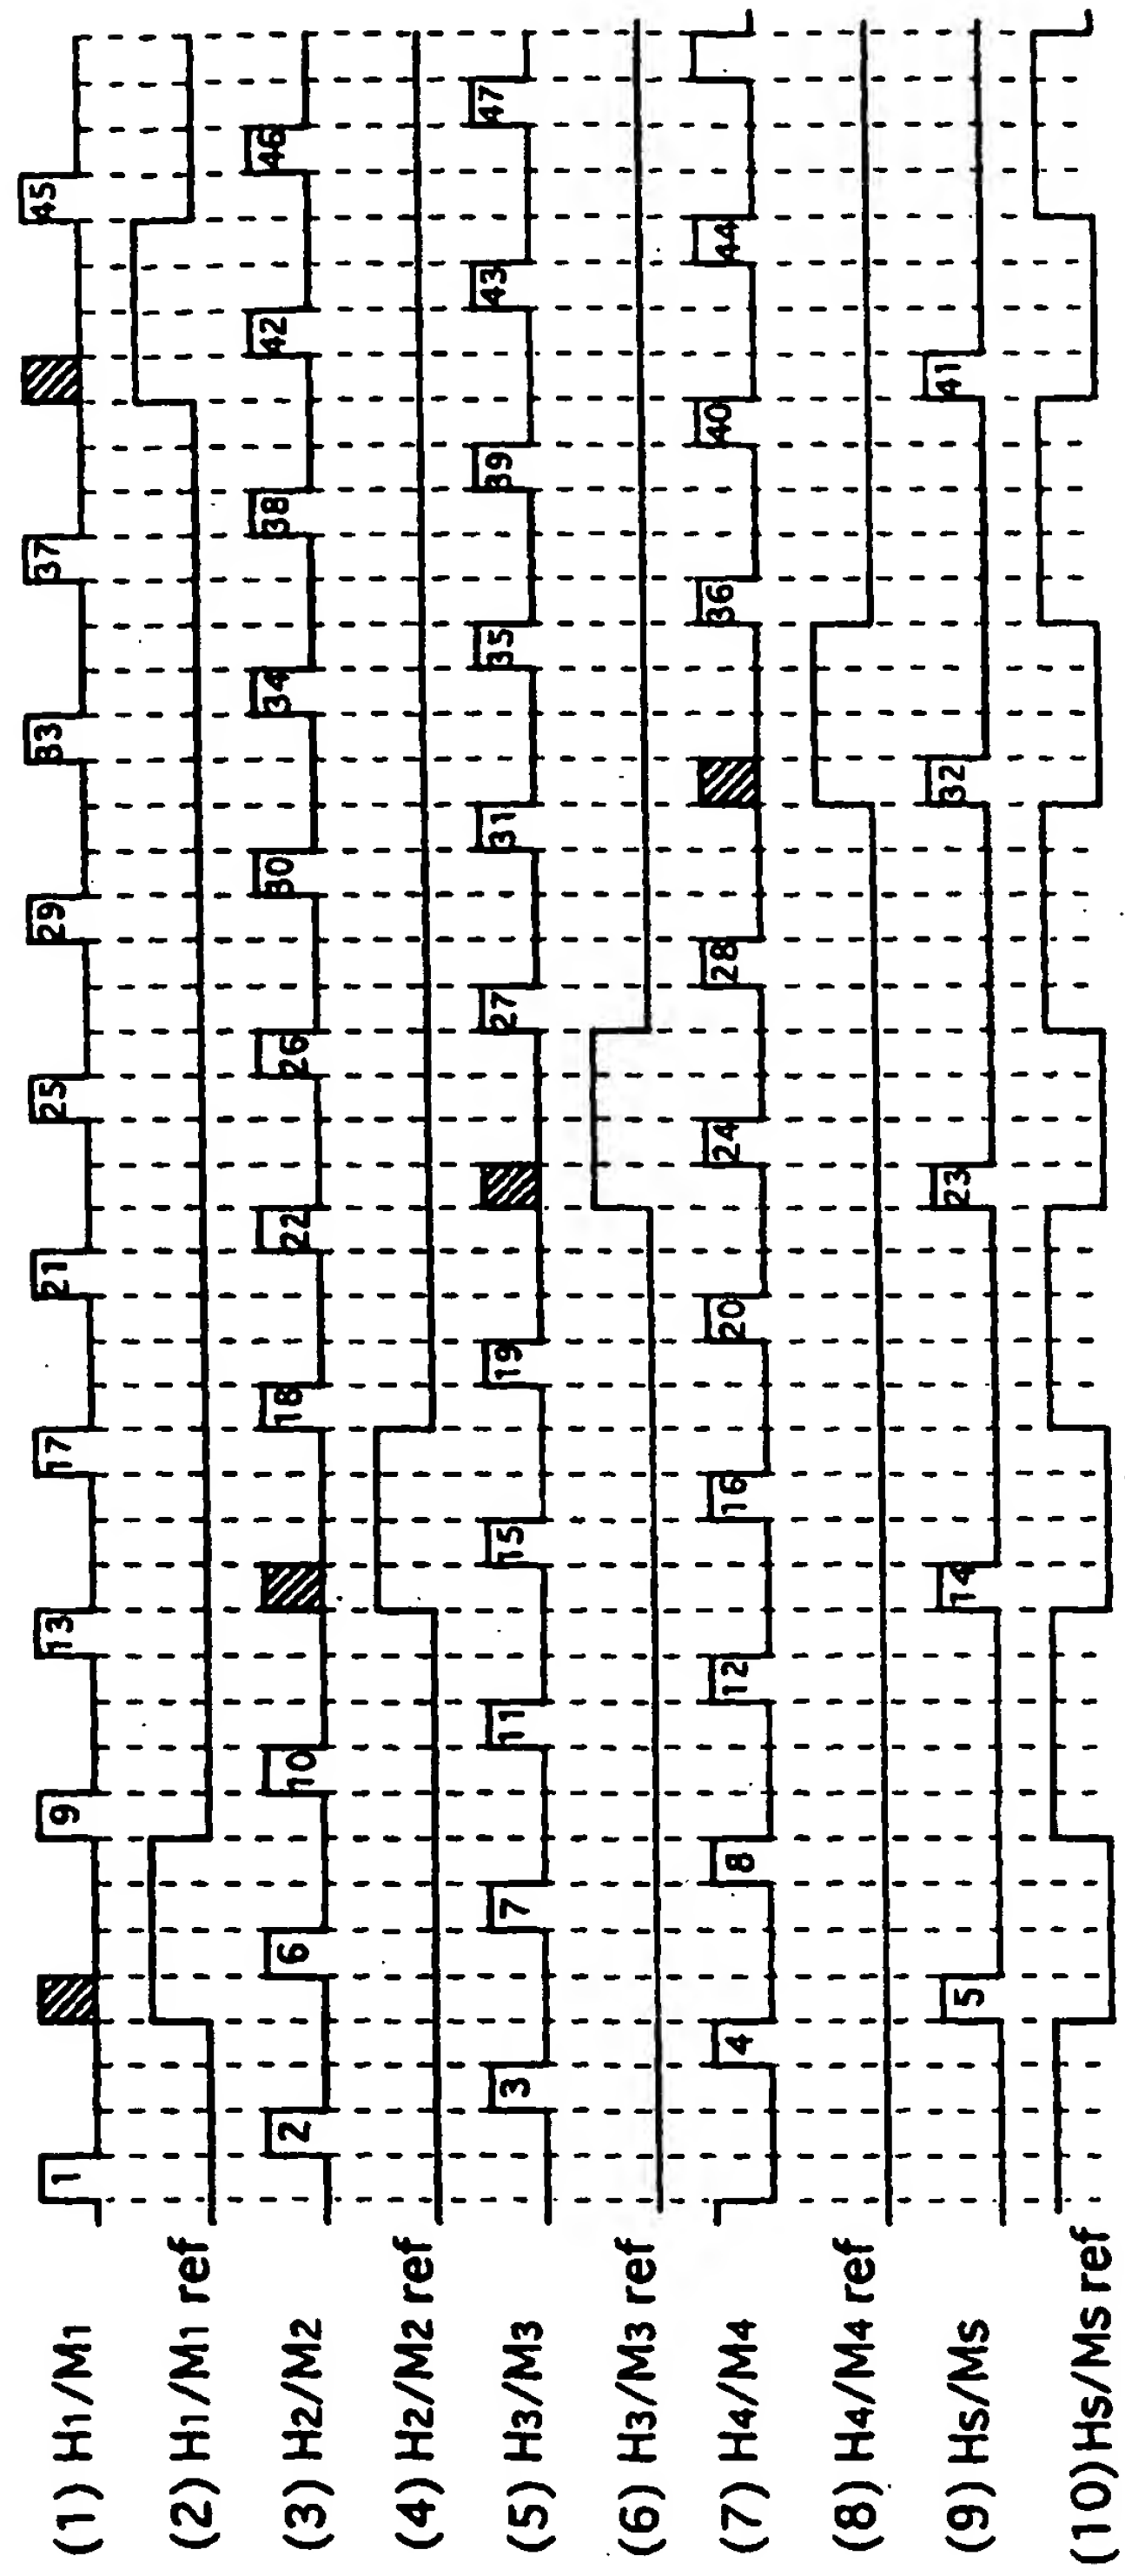 (1) H1/M1 1 9 13 17 21 25 29 33 37 45
(2) H1/M1 ref
(3) H2/M2 2 6 10 18 22 26 30 34 38 42 46
(4) H2/M2 ref
(5) H3/M3 3 7 11 15 19 27 31 35 39 43 47
(6) H3/M3 ref
(7) H4/M4 4 8 12 16 20 24 28 36 40 44
(8) H4/M4 ref
(9) Hs/Ms 5 14 23 32 41
(10) Hs/Ms ref